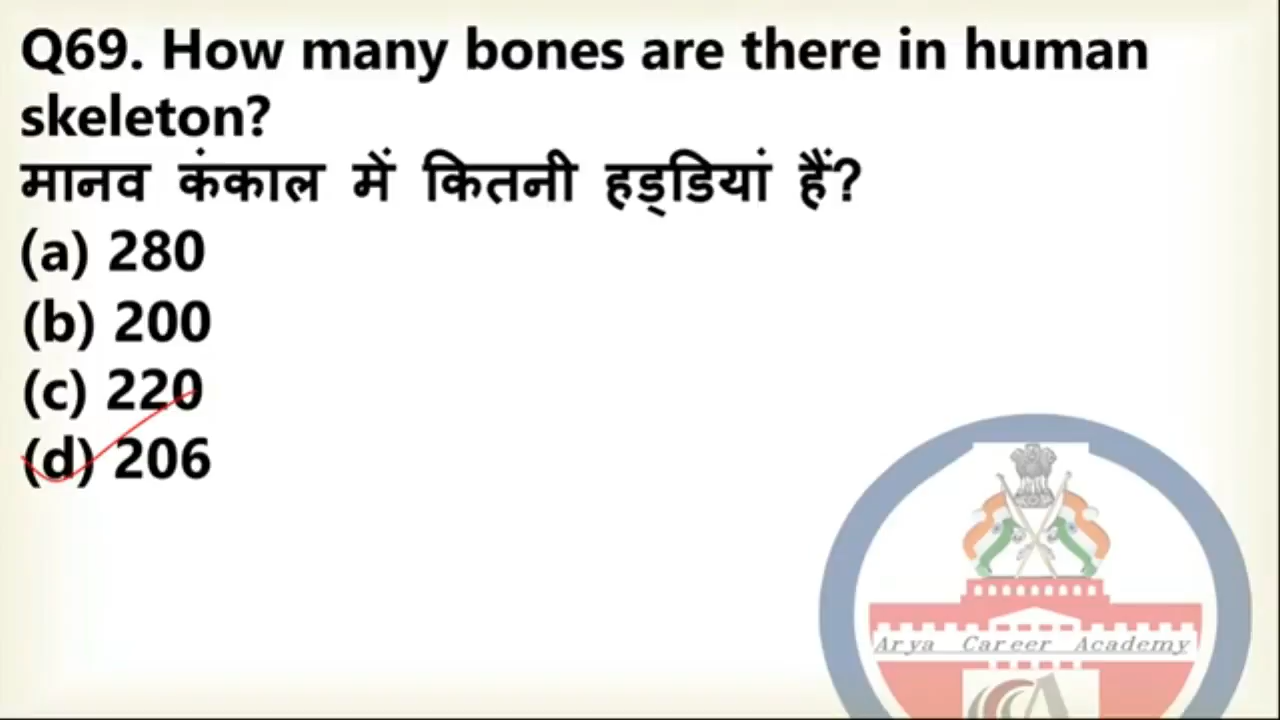 Q69. How many bones are there in human
skeleton?
मानव कंकाल में कितनी हड्डियां हैं?
(a) 280
(b) 200
(c) 220
(d) 206
Arya Career Academy